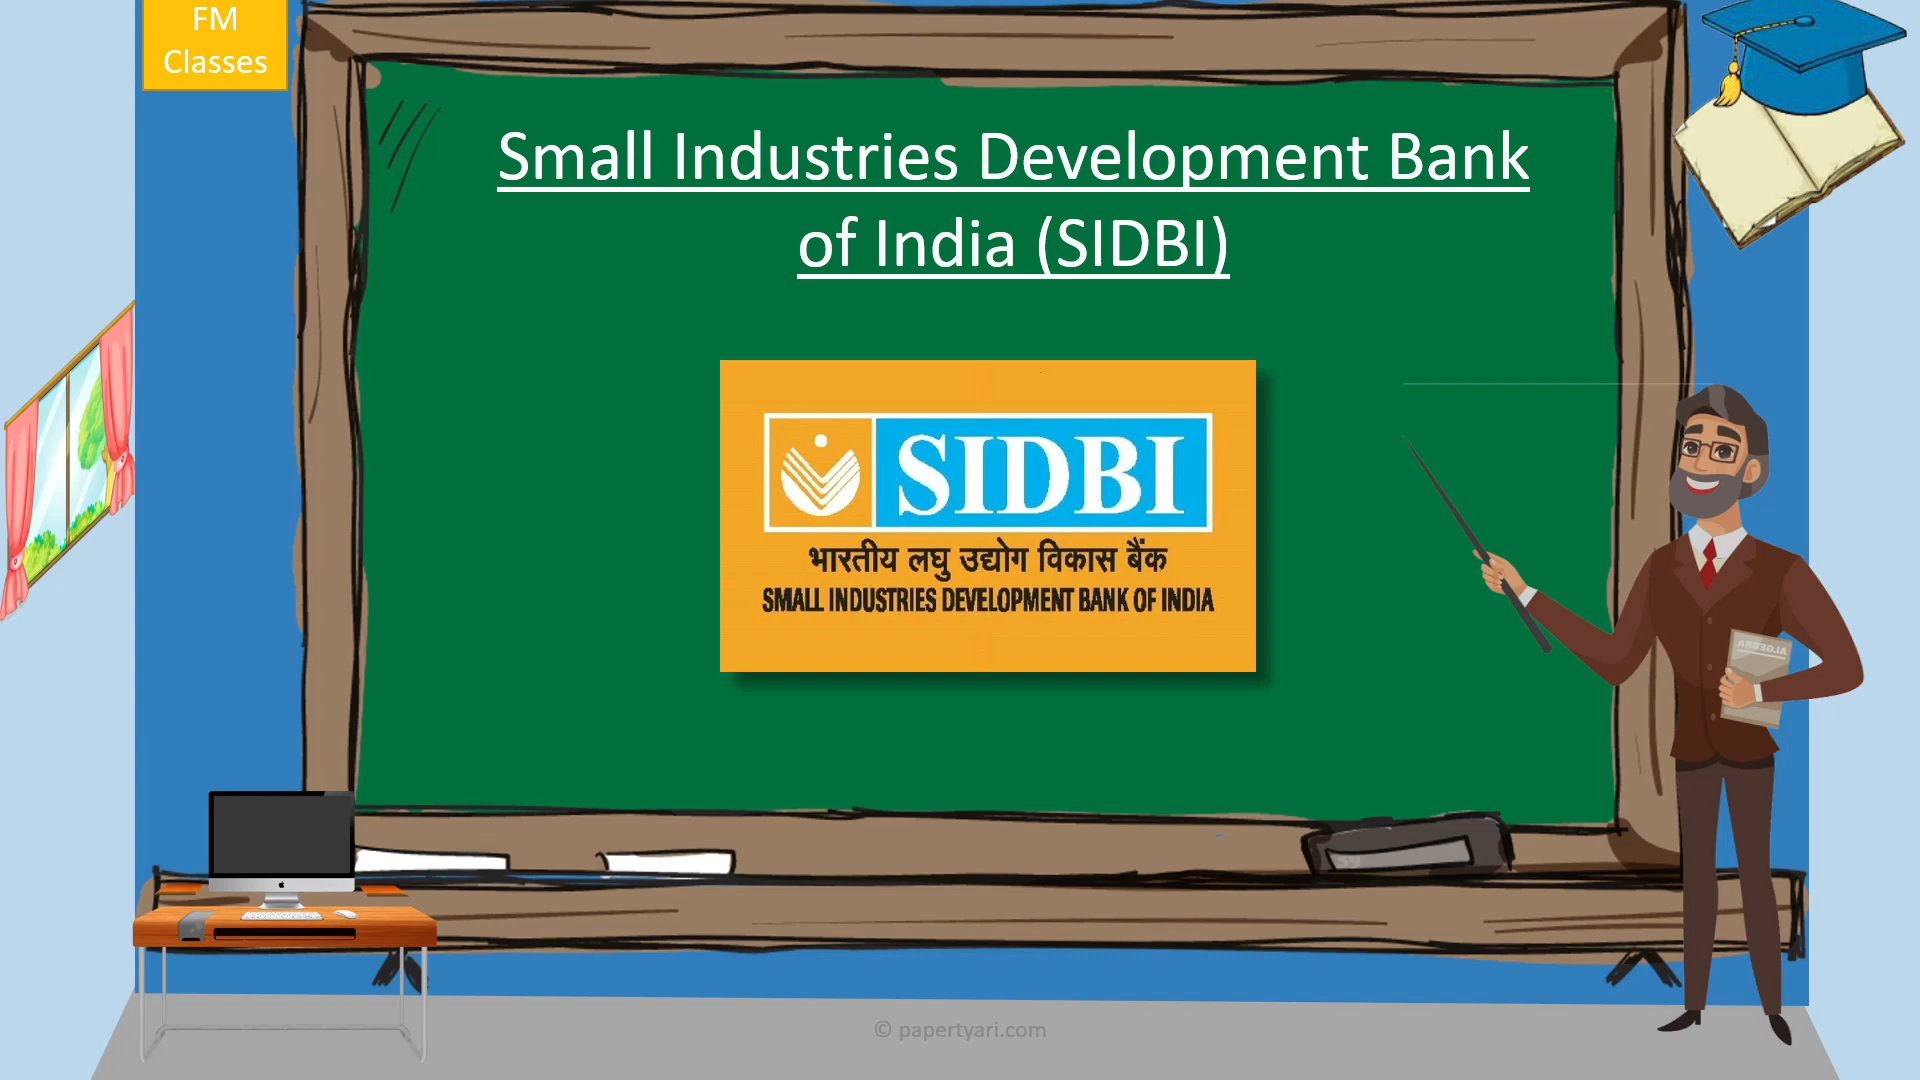 FM
Classes
Small Industries Development Bank
of India (SIDBI)
SIDBI
भारतीय लघु उद्योग विकास बैंक
SMALL INDUSTRIES DEVELOPMENT BANK OF INDIA
ALGEBRA
© papertyari.com